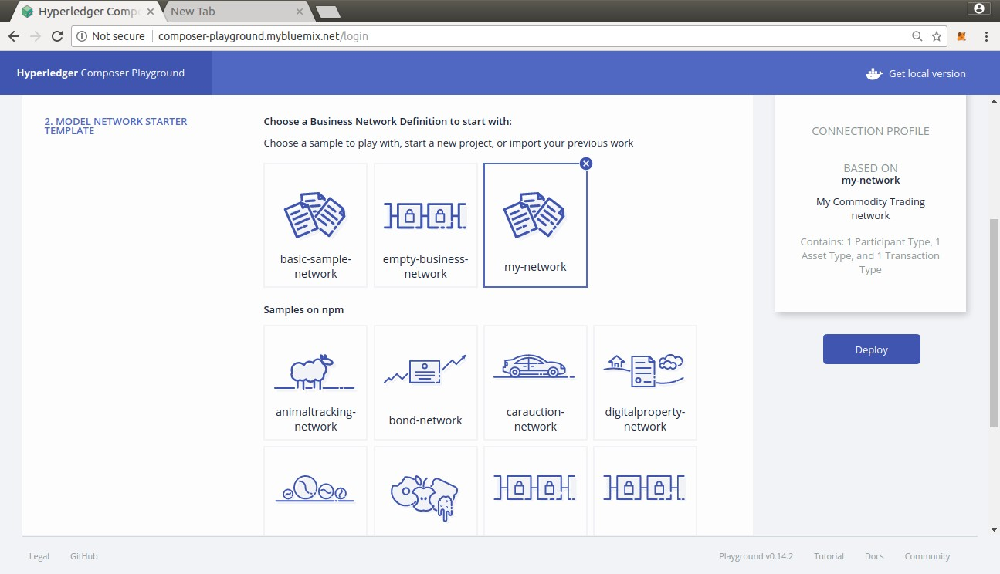 Hyperledger Compo
New Tab
Not secure
composer-playground.mybluemix.net/login
Hyperledger Composer Playground
Get local version
2. MODEL NETWORK STARTER
TEMPLATE
Choose a Business Network Definition to start with:
Choose a sample to play with, start a new project, or import your previous work
basic-sample-
network
empty-business-
network
my-network
Samples on npm
animaltracking-
network
bond-network
carauction-
network
digitalproperty-
network
CONNECTION PROFILE
BASED ON
my-network
My Commodity Trading
network
Contains: 1 Participant Type, 1
Asset Type, and 1 Transaction
Type
Deploy
Legal
GitHub
Playground v0.14.2
Tutorial
Docs
Community